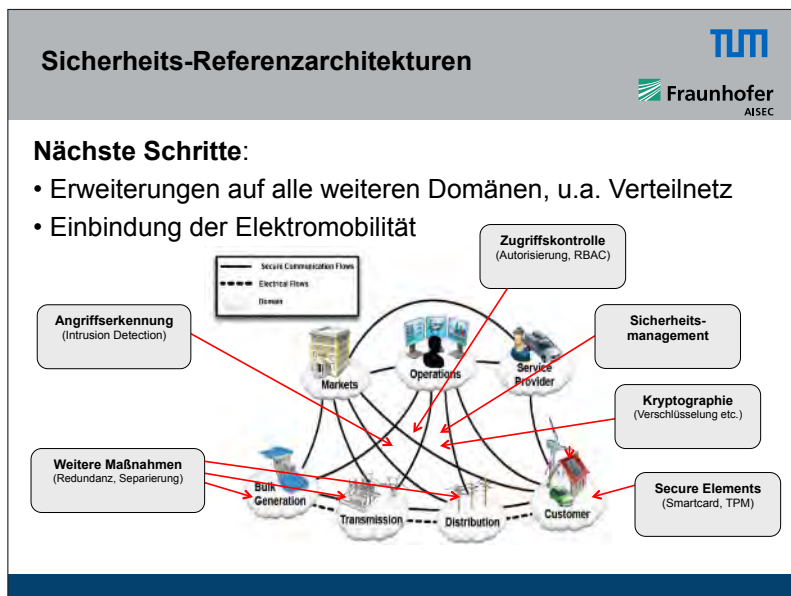 Sicherheits-Referenzarchitekturen
TUM
Fraunhofer
AISEC
Nächste Schritte:
• Erweiterungen auf alle weiteren Domänen, u.a. Verteilnetz
• Einbindung der Elektromobilität
Zugriffskontrolle
(Autorisierung, RBAC)
Secure Communication Flows
Electrical Flows
Domain
Angriffserkennung
(Intrusion Detection)
Sicherheits-
management
Markets
Operations
Service
Provider
Kryptographie
(Verschlüsselung etc.)
Weitere Maßnahmen
(Redundanz, Separierung)
Bulk
Generation
Transmission
Distribution
Customer
Secure Elements
(Smartcard, TPM)